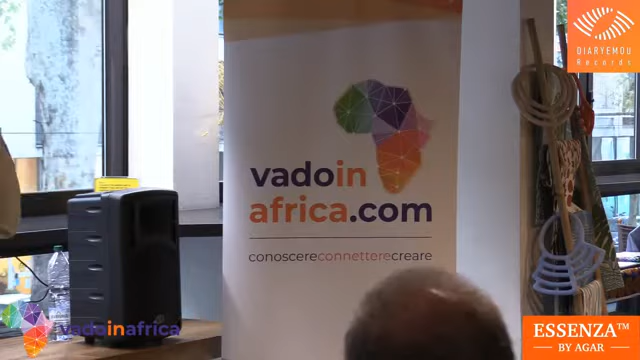 DIARYEMOU
Records
vadoin
africa.com
conoscereconnetterecreare
vadoinafrica
ESSENZA™
BY AGAR